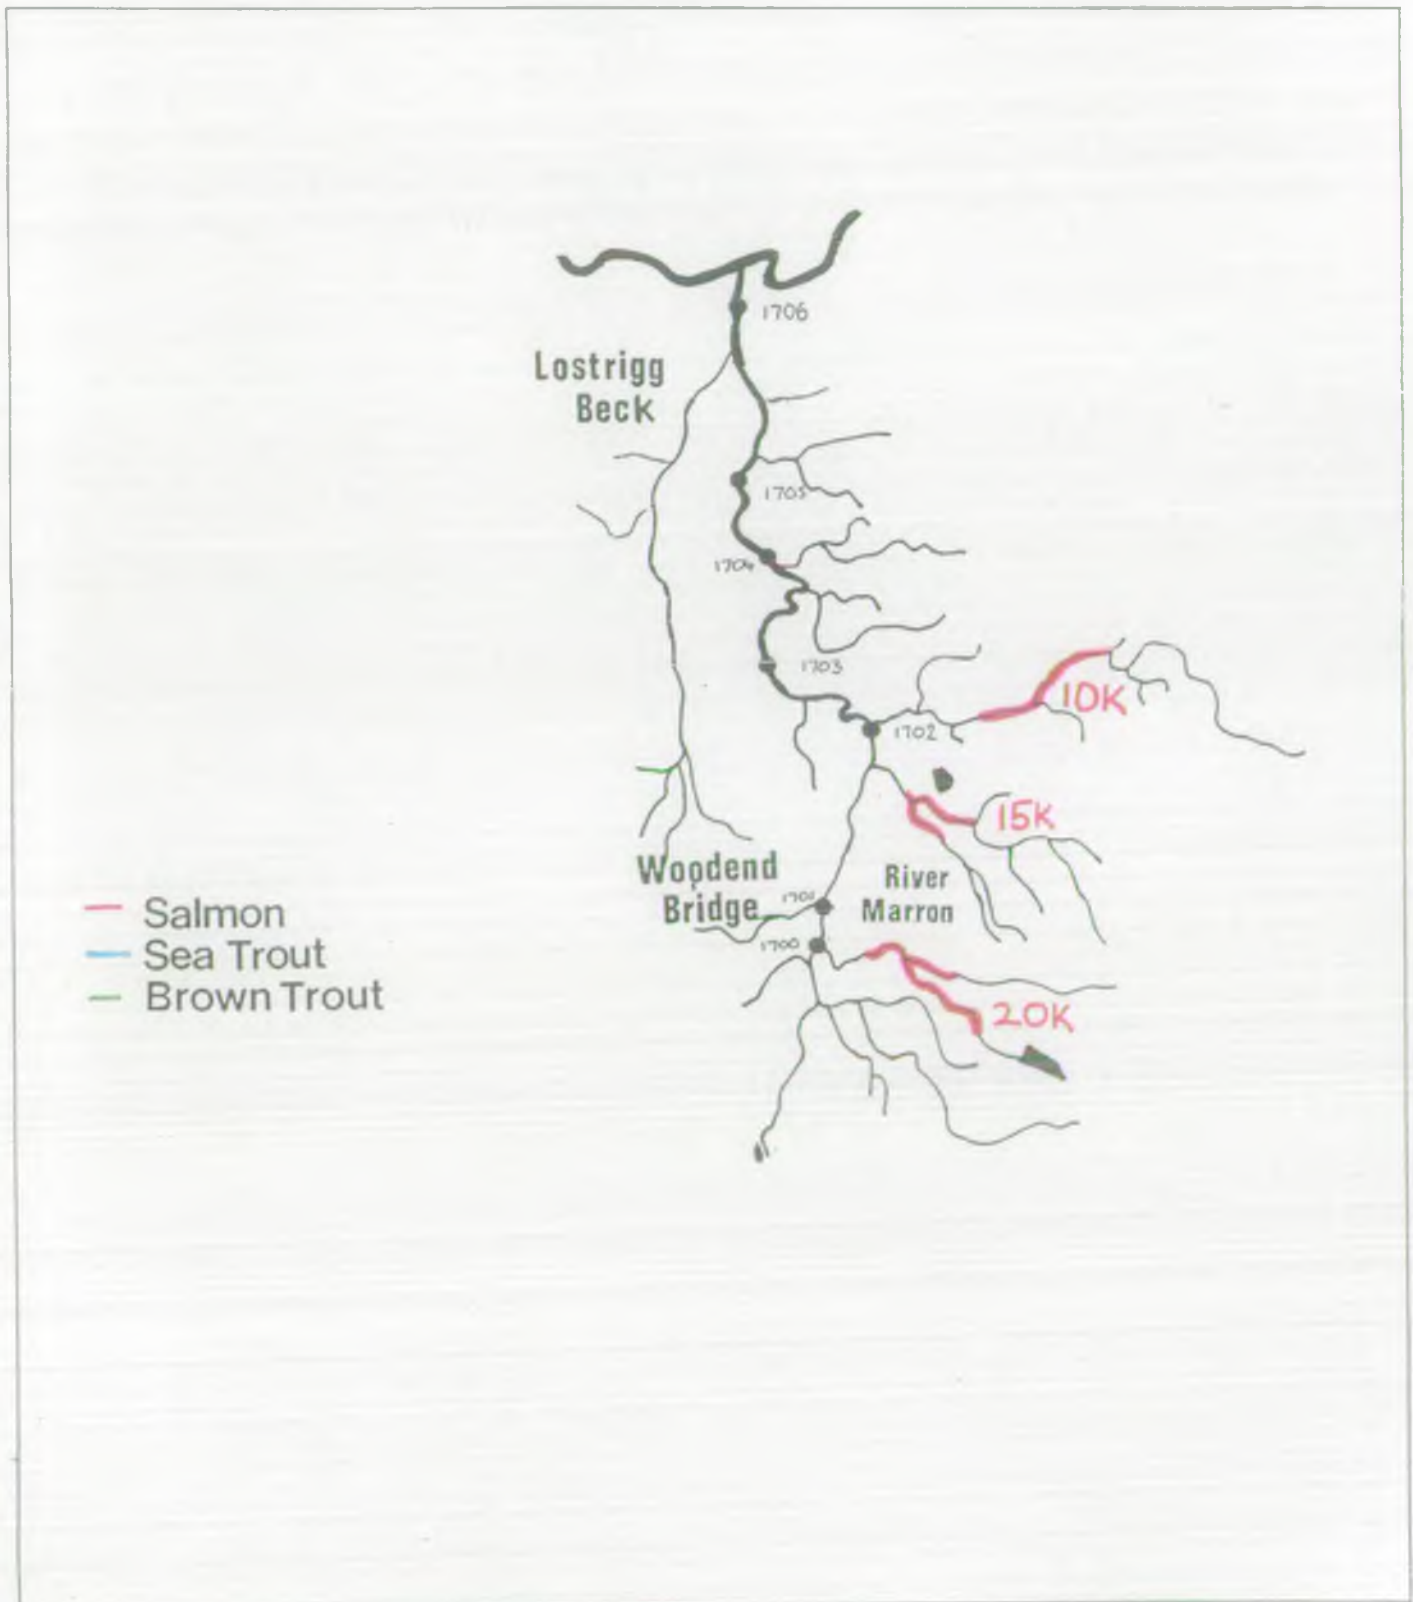 1706
Lostrigg
Beck
1705
1704
1703
10K
1702
15K
Woodend
Bridge
River
Marron
1701
1700
Salmon
Sea Trout
Brown Trout
20K